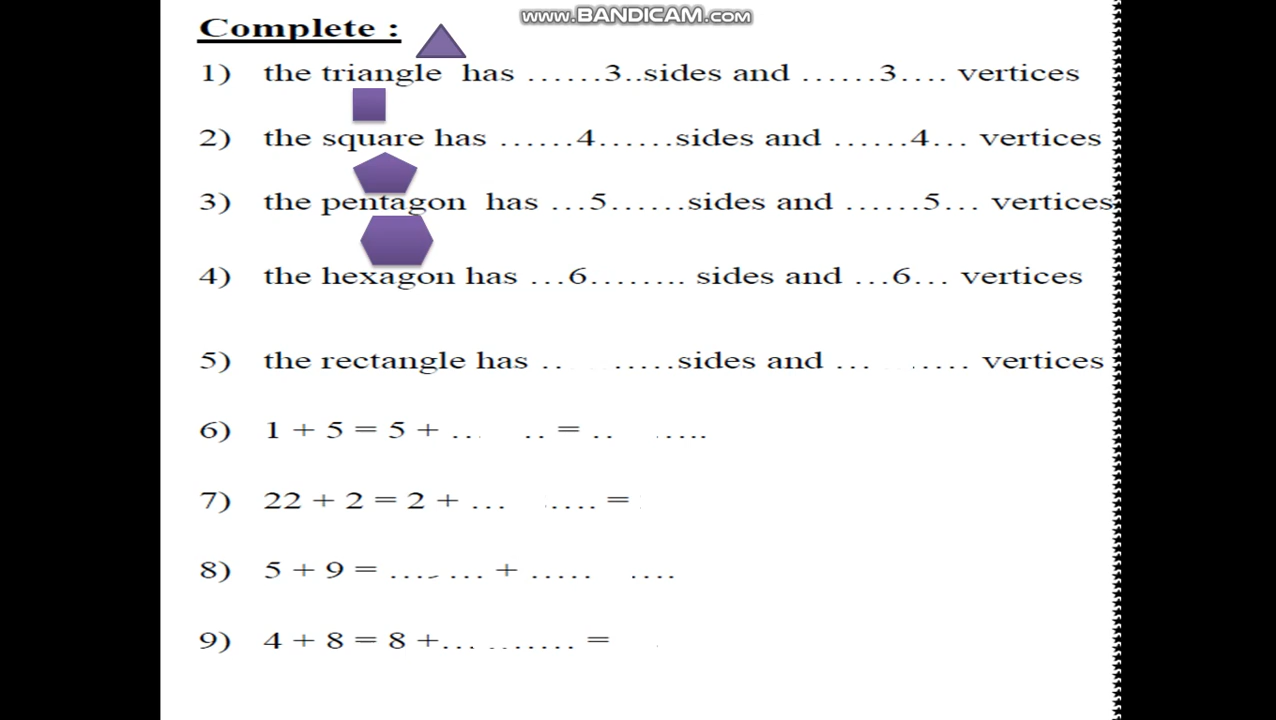 www.BANDICAM.com
Complete :
1) the triangle has ……3..sides and ……3…. vertices
2) the square has ……4……sides and ……4… vertices
3) the pentagon has …5……sides and ……5… vertices
4) the hexagon has …6…….. sides and …6… vertices
5) the rectangle has .. ..…..sides and … ..… vertices
6) 1 + 5 = 5 + … .. = .. …..
7) 22 + 2 = 2 + … ….. =
8) 5 + 9 = ….. … + ….. ….
9) 4 + 8 = 8 +… ..….. =